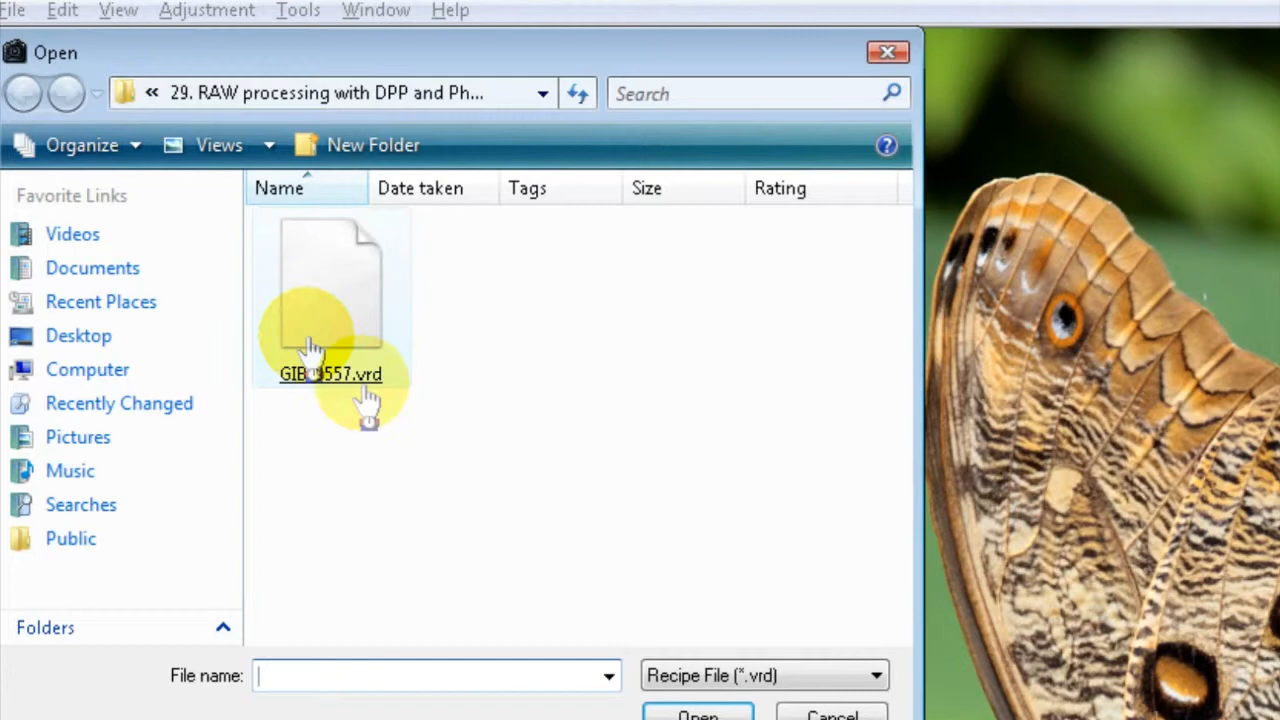 File Edit View Adjustment Tools Window Help
Open
« 29. RAW processing with DPP and Ph... Search
Organize Views New Folder
Favorite Links
Name Date taken Tags Size Rating
Videos
Documents
Recent Places
Desktop
Computer
Recently Changed
Pictures
Music
Searches
Public
Folders
File name: Recipe File (*.vrd)
Open Cancel